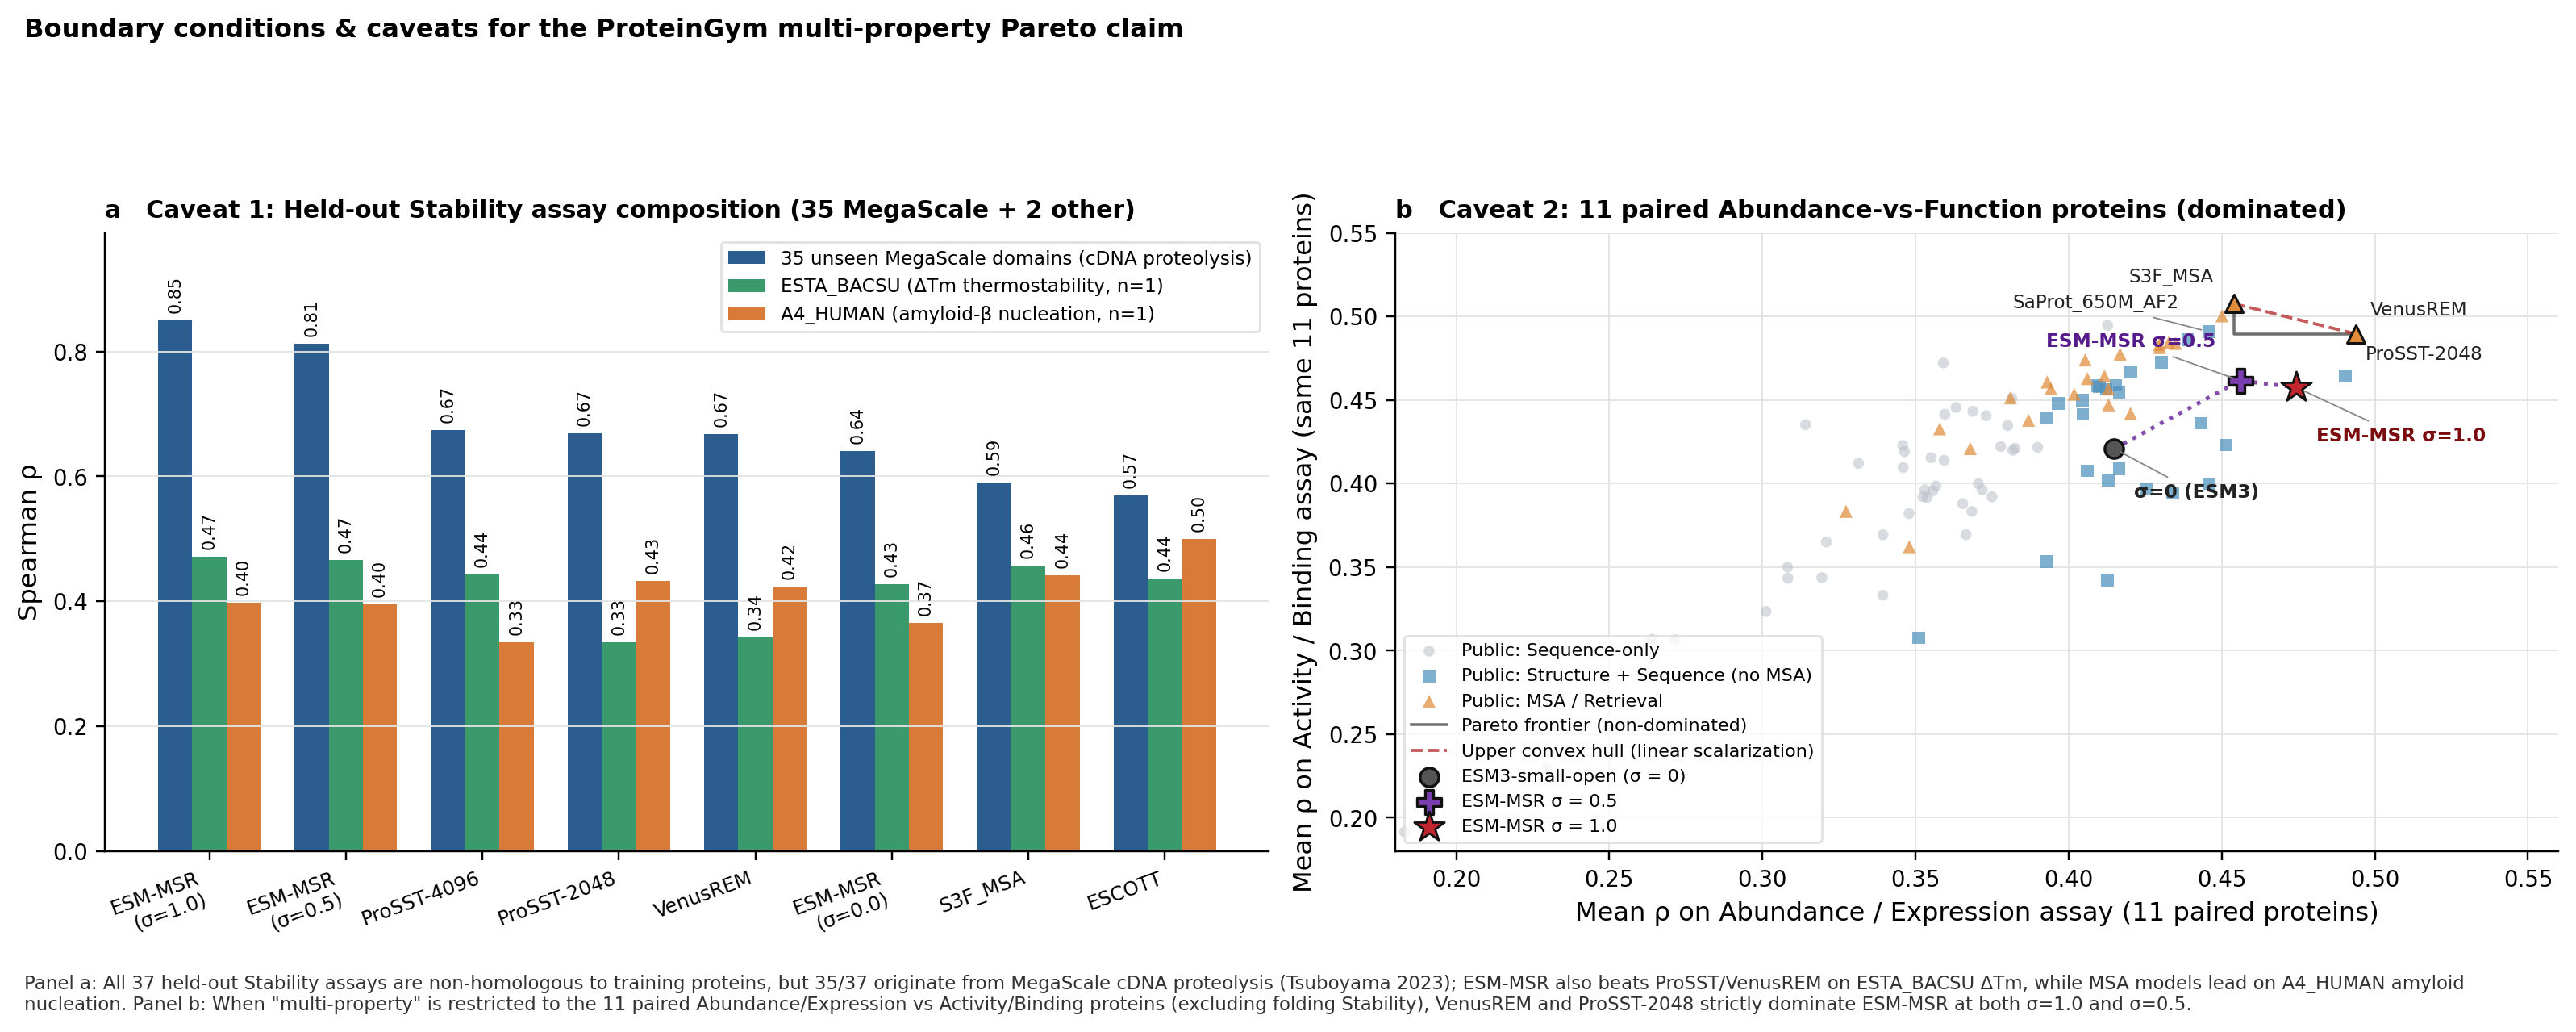 Boundary conditions & caveats for the ProteinGym multi-property Pareto claim
a Caveat 1: Held-out Stability assay composition (35 MegaScale + 2 other)
Spearman ρ
0.8
0.6
0.4
0.2
0.0
35 unseen MegaScale domains (cDNA proteolysis)
ESTA_BACSU (ΔTm thermostability, n=1)
A4_HUMAN (amyloid-β nucleation, n=1)
0.85
0.47
0.40
0.81
0.47
0.40
0.67
0.44
0.33
0.67
0.33
0.43
0.67
0.34
0.42
0.64
0.43
0.37
0.59
0.46
0.44
0.57
0.44
0.50
ESM-MSR
(σ=1.0)
ESM-MSR
(σ=0.5)
ProSST-4096
ProSST-2048
VenusREM
ESM-MSR
(σ=0.0)
S3F_MSA
ESCOTT
b Caveat 2: 11 paired Abundance-vs-Function proteins (dominated)
Mean ρ on Activity / Binding assay (same 11 proteins)
0.55
0.50
0.45
0.40
0.35
0.30
0.25
0.20
S3F_MSA
SaProt_650M_AF2
VenusREM
ESM-MSR σ=0.5
ProSST-2048
ESM-MSR σ=1.0
σ=0 (ESM3)
Public: Sequence-only
Public: Structure + Sequence (no MSA)
Public: MSA / Retrieval
Pareto frontier (non-dominated)
Upper convex hull (linear scalarization)
ESM3-small-open (σ = 0)
ESM-MSR σ = 0.5
ESM-MSR σ = 1.0
0.20
0.25
0.30
0.35
0.40
0.45
0.50
0.55
Mean ρ on Abundance / Expression assay (11 paired proteins)
Panel a: All 37 held-out Stability assays are non-homologous to training proteins, but 35/37 originate from MegaScale cDNA proteolysis (Tsuboyama 2023); ESM-MSR also beats ProSST/VenusREM on ESTA_BACSU ΔTm, while MSA models lead on A4_HUMAN amyloid
nucleation. Panel b: When "multi-property" is restricted to the 11 paired Abundance/Expression vs Activity/Binding proteins (excluding folding Stability), VenusREM and ProSST-2048 strictly dominate ESM-MSR at both σ=1.0 and σ=0.5.